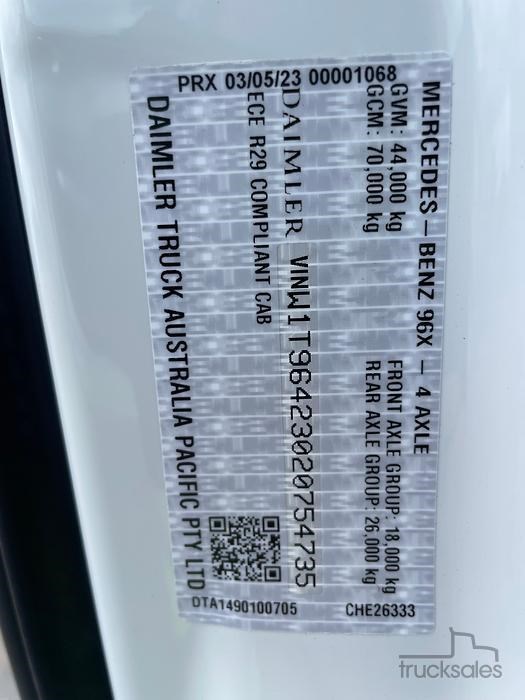 PRX 03/05/23 00001068
MERCEDES-BENZ 96X - 4 AXLE
GVM: 44,000 kg FRONT AXLE GROUP: 18,000 kg
GCM: 70,000 kg REAR AXLE GROUP: 26,000 kg
DAIMLER VINW1T96423020754735
ECE R29 COMPLIANT CAB
DAIMLER TRUCK AUSTRALIA PACIFIC PTY LTD
DTA1490100705 CHE26333
trucksales